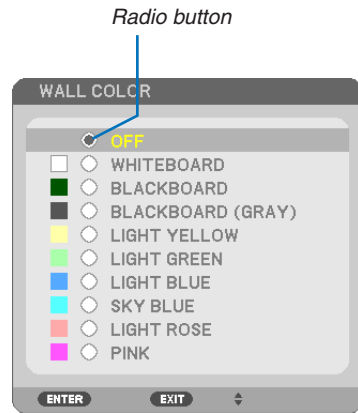 Radio button
WALL COLOR
OFF
WHITEBOARD
BLACKBOARD
BLACKBOARD (GRAY)
LIGHT YELLOW
LIGHT GREEN
LIGHT BLUE
SKY BLUE
LIGHT ROSE
PINK
ENTER EXIT